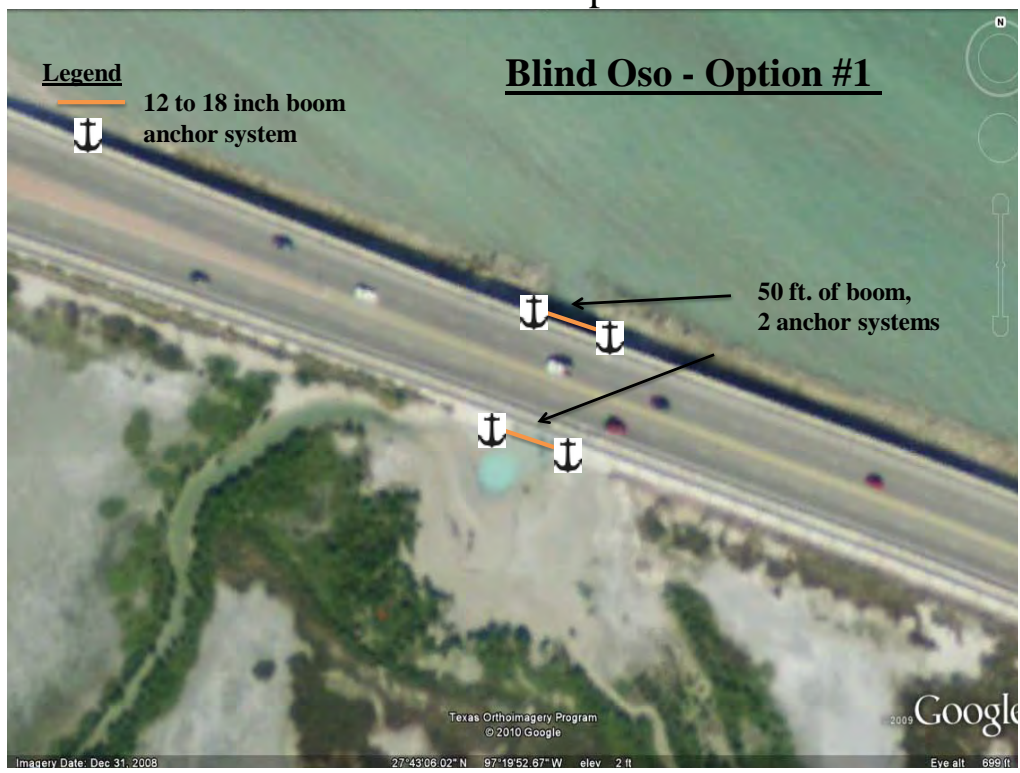 Blind Oso - Option #1
Legend
12 to 18 inch boom
anchor system
50 ft. of boom,
2 anchor systems
Texas Orthoimagery Program
© 2010 Google
2009 Google
N
Imagery Date: Dec 31, 2008 27°43'06.02" N 97°19'52.67" W elev 2 ft Eye alt 699 ft